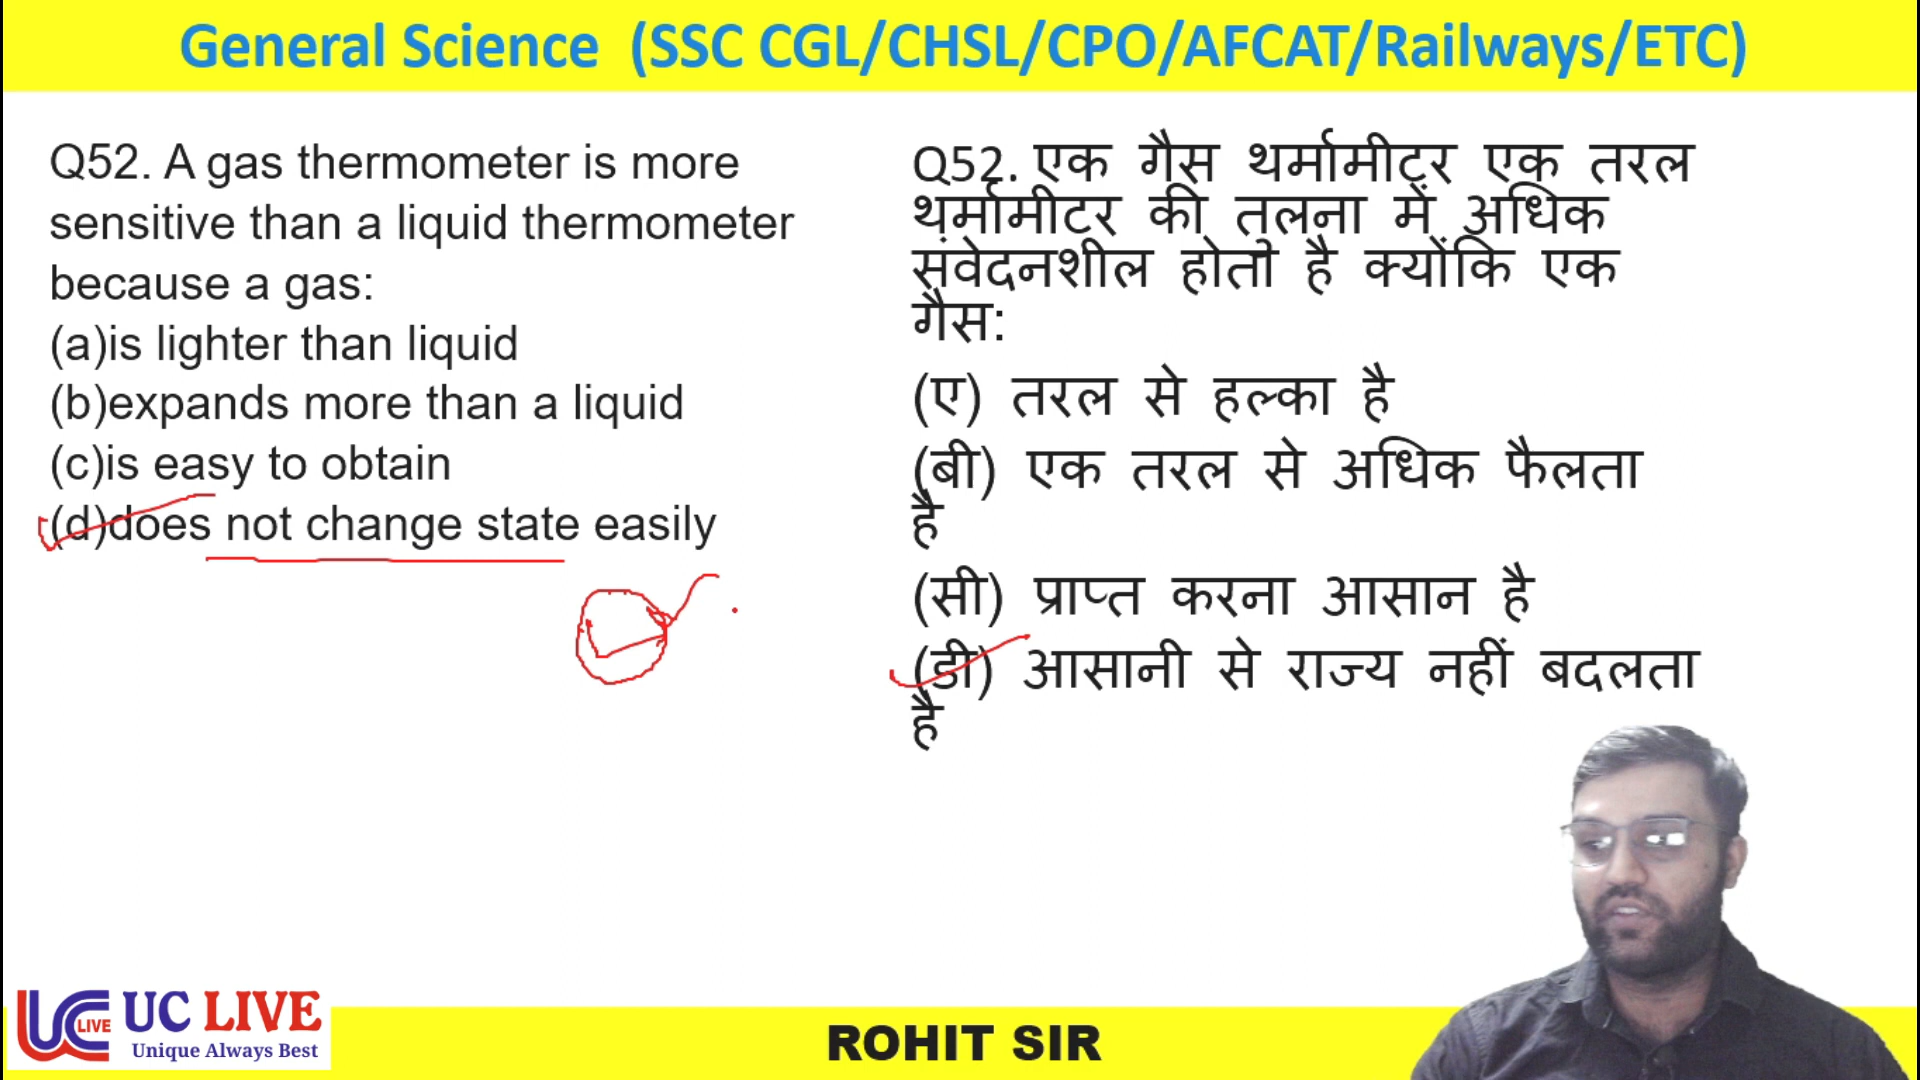 General Science (SSC CGL/CHSL/CPO/AFCAT/Railways/ETC)
Q52. A gas thermometer is more
sensitive than a liquid thermometer
because a gas:
(a)is lighter than liquid
(b)expands more than a liquid
(c)is easy to obtain
(d)does not change state easily
Q52. एक गैस थर्मामीटर एक तरल
थर्मामीटर की तुलना में अधिक
संवेदनशील होता है क्योंकि एक
गैस:
(ए) तरल से हल्का है
(बी) एक तरल से अधिक फैलता
है
(सी) प्राप्त करना आसान है
(डी) आसानी से राज्य नहीं बदलता
है
LIVE
UC LIVE
Unique Always Best
ROHIT SIR